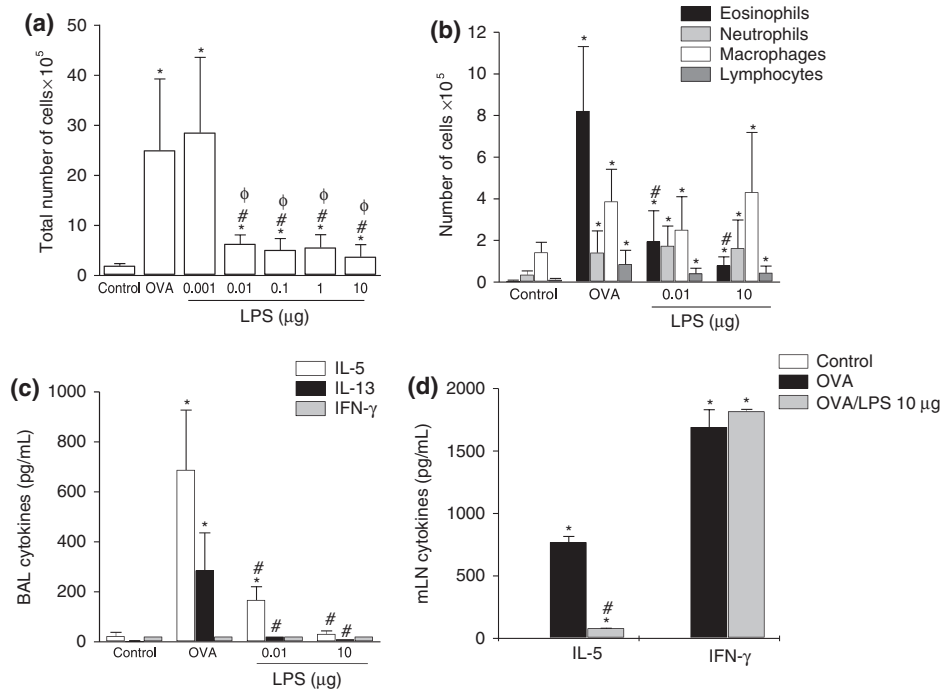 (a)
50
40
30
20
10
0
Total number of cells×10⁵
* * ϕ ϕ ϕ ϕ
# # # #
* * * *
Control OVA 0.001 0.01 0.1 1 10
LPS (μg)
(b)
Eosinophils
Neutrophils
Macrophages
Lymphocytes
12
10
8
6
4
2
0
Number of cells ×10⁵
* * * *
#
* * * *
#
* * * *
Control OVA 0.01 10
LPS (μg)
(c)
IL-5
IL-13
IFN-γ
1000
800
600
400
200
0
BAL cytokines (pg/mL)
* *
#
* #
# #
Control OVA 0.01 10
LPS (μg)
(d)
Control
OVA
OVA/LPS 10 μg
2000
1500
1000
500
0
mLN cytokines (pg/mL)
* #
*
* *
IL-5 IFN-γ